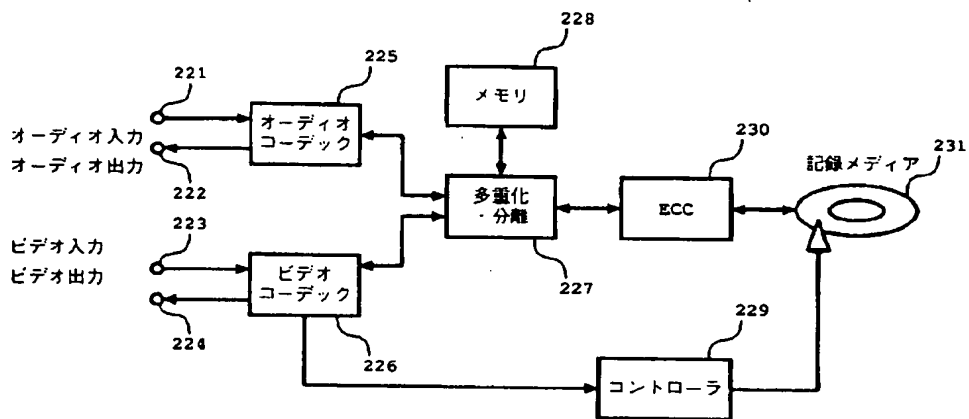 228
225
メモリ
221
オーディオ
コーデック
230
記録メディア
231
オーディオ入力
オーディオ出力
222
多重化
・分離
ECC
223
ビデオ入力
ビデオ出力
ビデオ
コーデック
227
224
226
229
コントローラ